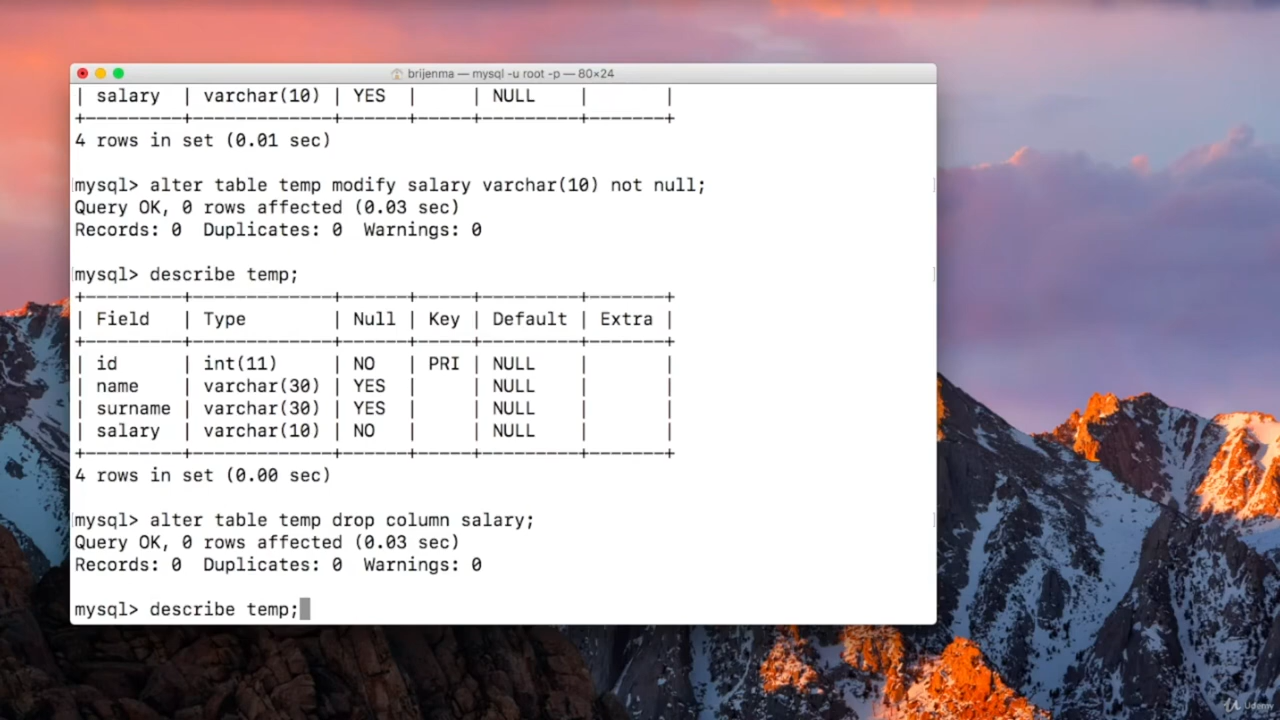 brijenma — mysql -u root -p — 80×24
| salary | varchar(10) | YES | | NULL | |
+---------+-------------+------+-----+---------+-------+
4 rows in set (0.01 sec)
mysql> alter table temp modify salary varchar(10) not null;
Query OK, 0 rows affected (0.03 sec)
Records: 0 Duplicates: 0 Warnings: 0
mysql> describe temp;
+---------+-------------+------+-----+---------+-------+
| Field | Type | Null | Key | Default | Extra |
+---------+-------------+------+-----+---------+-------+
| id | int(11) | NO | PRI | NULL | |
| name | varchar(30) | YES | | NULL | |
| surname | varchar(30) | YES | | NULL | |
| salary | varchar(10) | NO | | NULL | |
+---------+-------------+------+-----+---------+-------+
4 rows in set (0.00 sec)
mysql> alter table temp drop column salary;
Query OK, 0 rows affected (0.03 sec)
Records: 0 Duplicates: 0 Warnings: 0
mysql> describe temp;
Udemy